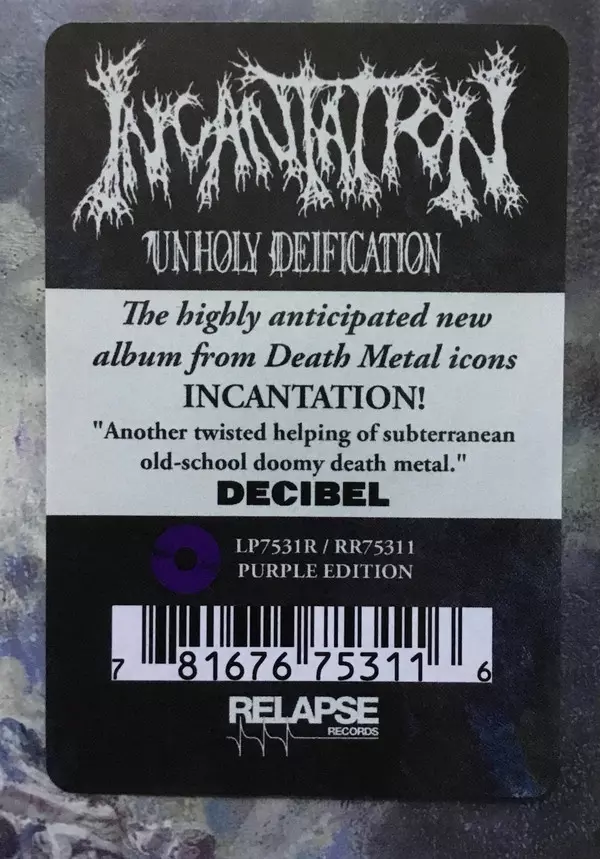 INCANTATION
UNHOLY DEIFICATION
The highly anticipated new
album from Death Metal icons
INCANTATION!
"Another twisted helping of subterranean
old-school doomy death metal."
DECIBEL
LP7531R / RR75311
PURPLE EDITION
7 81676 75311 6
RELAPSE
RECORDS